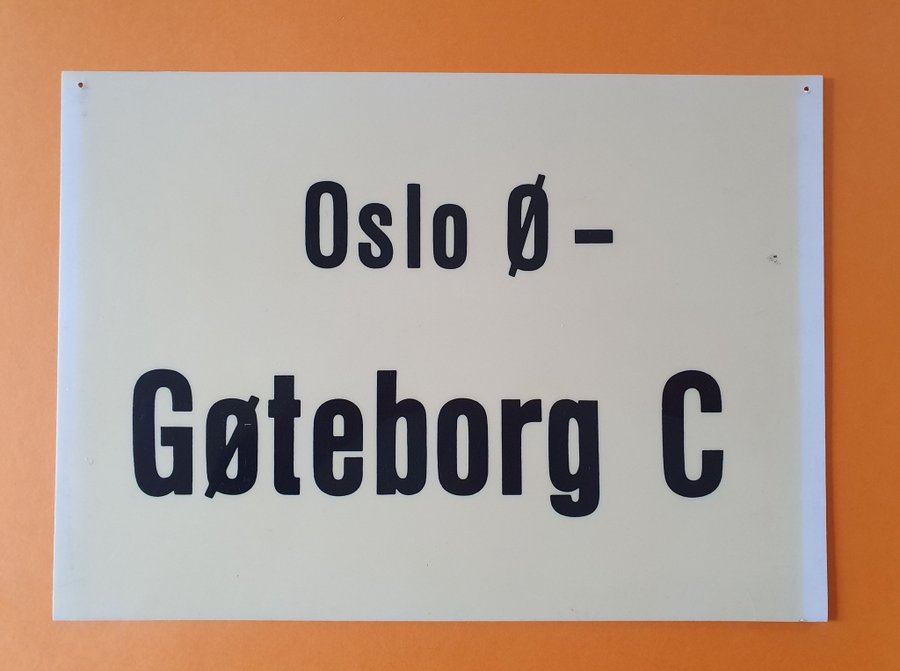 Oslo Ø –
Gøteborg C